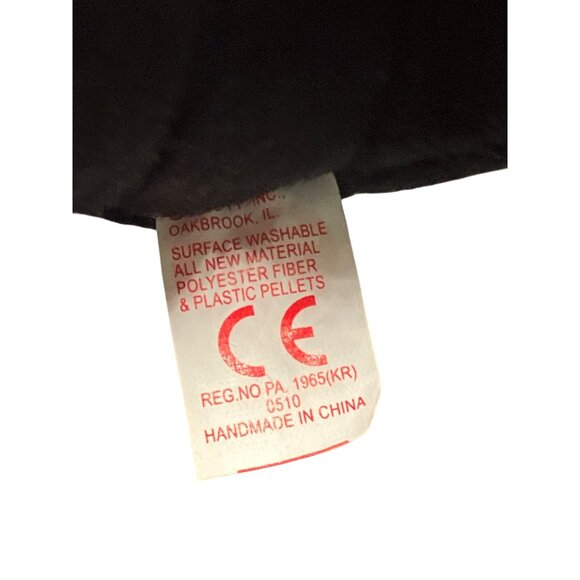 INC.,
OAKBROOK, IL.
SURFACE WASHABLE
ALL NEW MATERIAL
POLYESTER FIBER
& PLASTIC PELLETS
CE
REG.NO PA. 1965(KR)
0510
HANDMADE IN CHINA